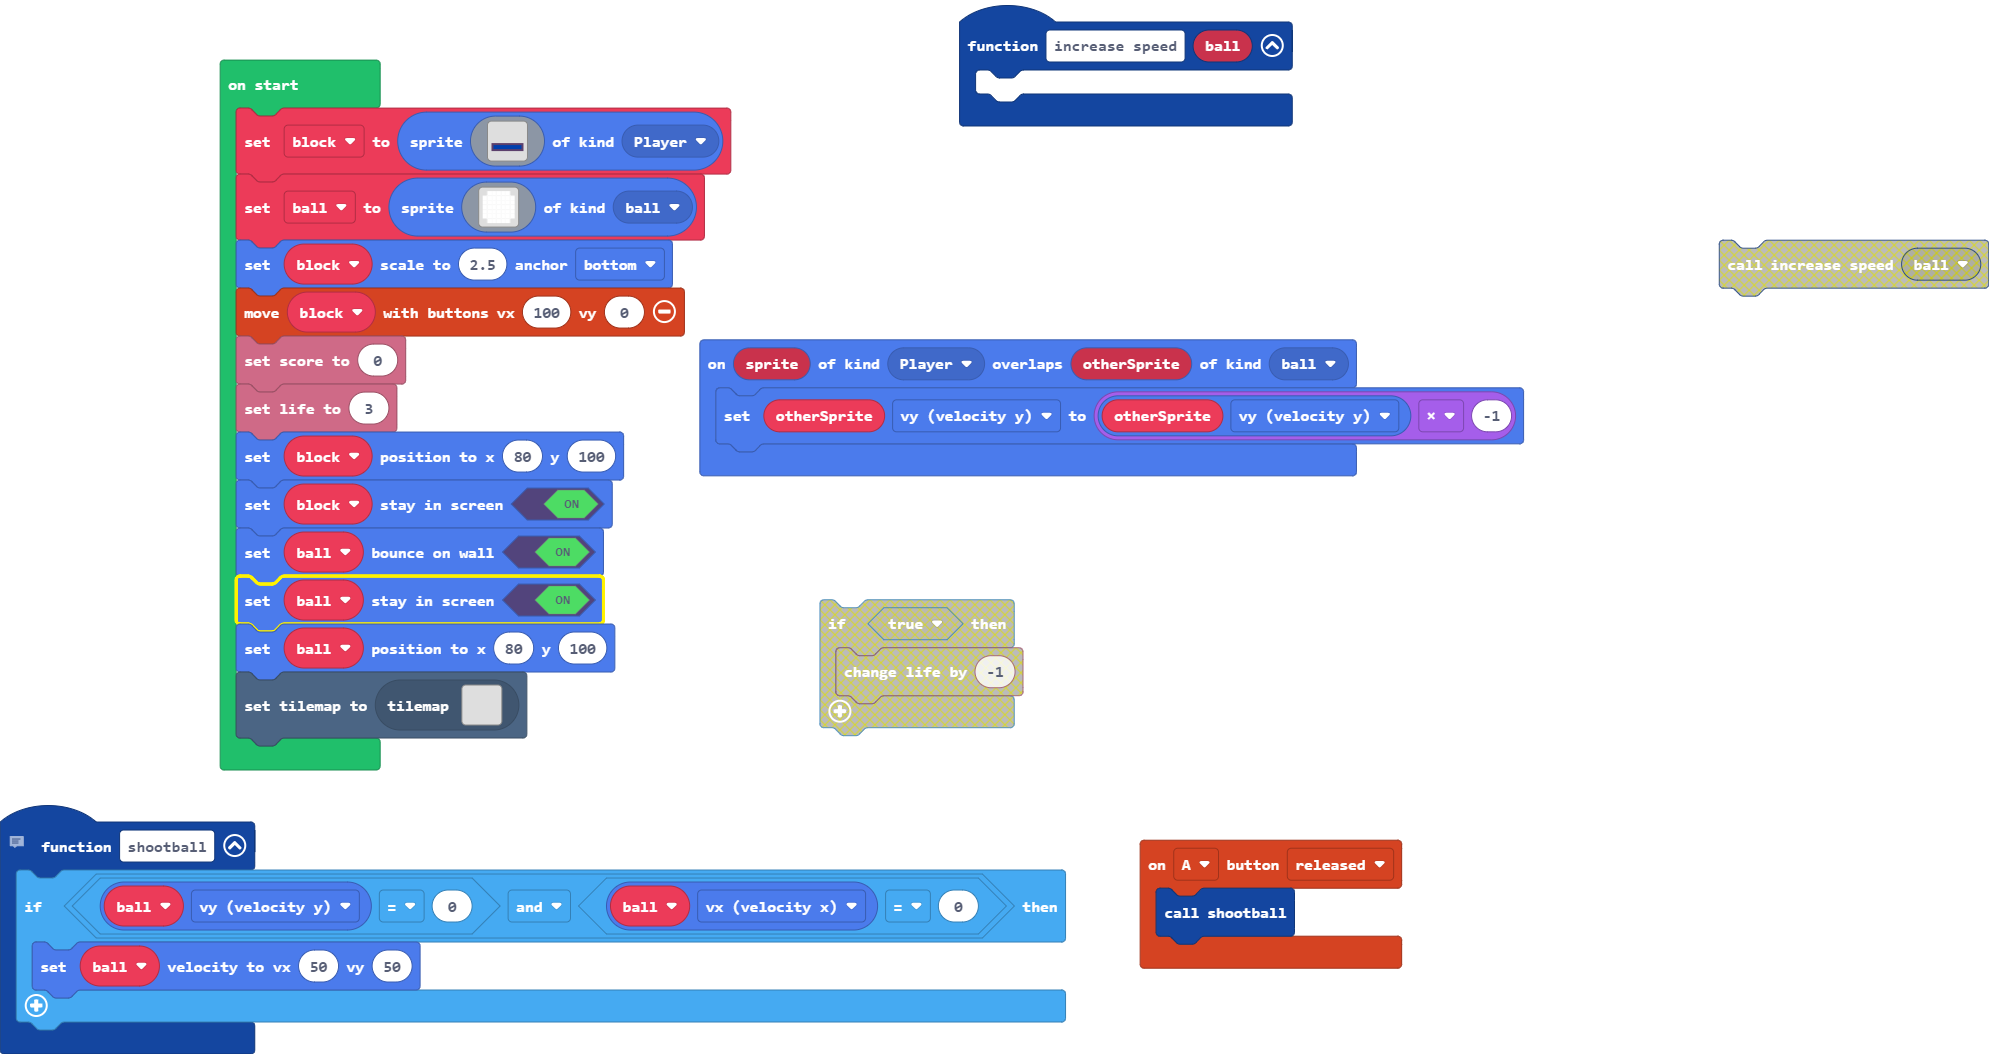 function increase speed ball
on start
set block to sprite of kind Player
set ball to sprite of kind ball
set block scale to 2.5 anchor bottom
call increase speed ball
move block with buttons vx 100 vy 0
set score to 0
on sprite of kind Player overlaps otherSprite of kind ball
set life to 3
set otherSprite vy (velocity y) to otherSprite vy (velocity y) × -1
set block position to x 80 y 100
set block stay in screen ON
set ball bounce on wall ON
set ball stay in screen ON
set ball position to x 80 y 100
set tilemap to tilemap
if true then
change life by -1
function shootball
if ball vy (velocity y) = 0 and ball vx (velocity x) = 0 then
set ball velocity to vx 50 vy 50
on A button released
call shootball